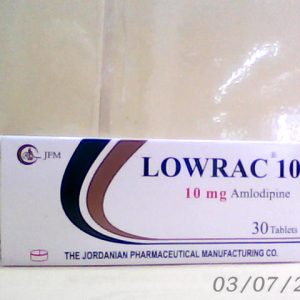 JPM
LOWRAC® 10
10 mg Amlodipine
30 Tablets
THE JORDANIAN PHARMACEUTICAL MANUFACTURING CO.
03/07/2